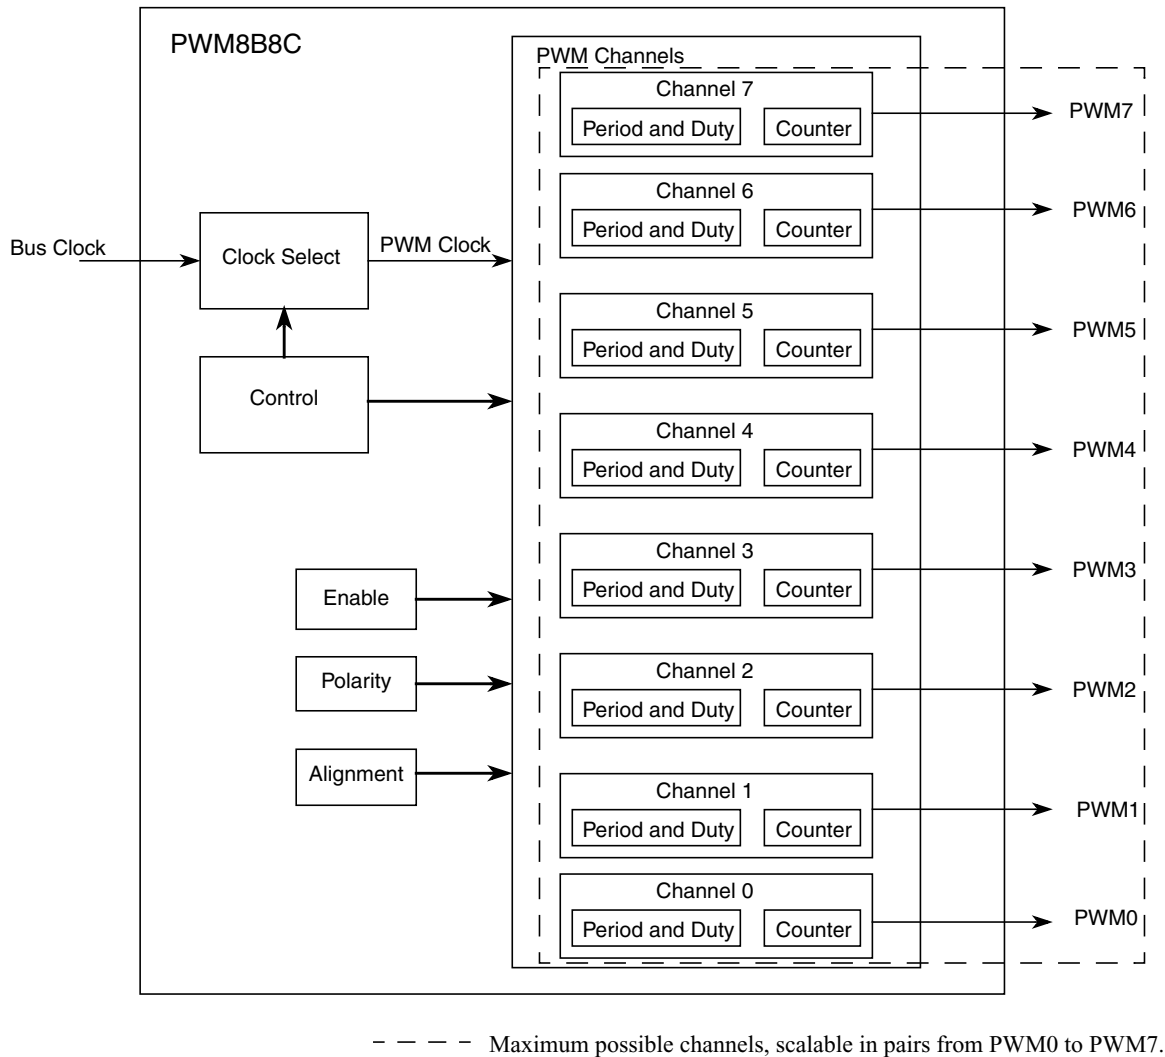 PWM8B8C
PWM Channels
Channel 7
Period and Duty
Counter
PWM7
Channel 6
Period and Duty
Counter
PWM6
Bus Clock
Clock Select
PWM Clock
Channel 5
Period and Duty
Counter
PWM5
Control
Channel 4
Period and Duty
Counter
PWM4
Channel 3
Period and Duty
Counter
PWM3
Enable
Polarity
Channel 2
Period and Duty
Counter
PWM2
Alignment
Channel 1
Period and Duty
Counter
PWM1
Channel 0
Period and Duty
Counter
PWM0
Maximum possible channels, scalable in pairs from PWM0 to PWM7.